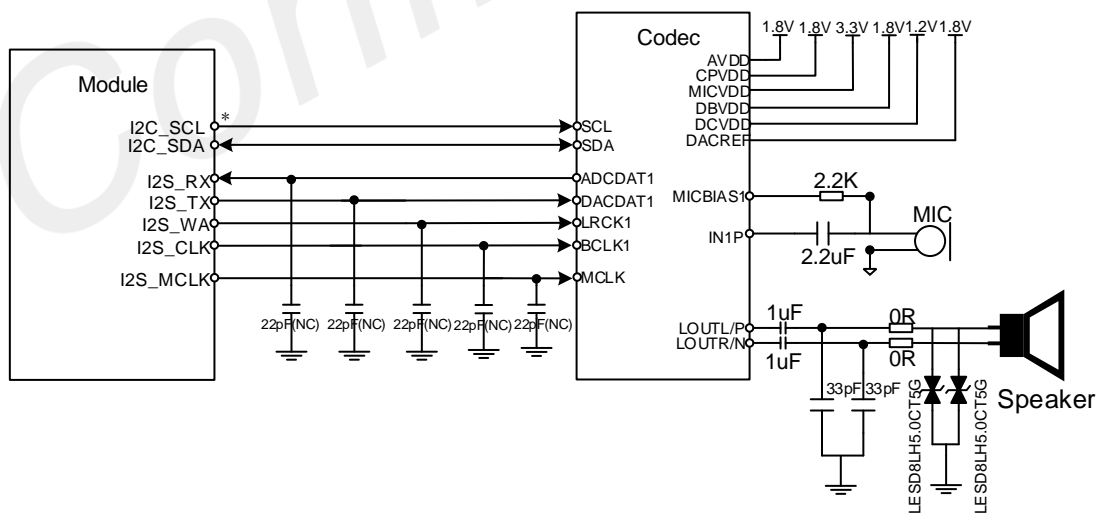 Module
I2C_SCL
*
I2C_SDA
I2S_RX
I2S_TX
I2S_WA
I2S_CLK
I2S_MCLK
22pF(NC) 22pF(NC) 22pF(NC) 22pF(NC) 22pF(NC)
Codec
SCL
SDA
ADCDAT1
DACDAT1
LRCK1
BCLK1
MCLK
1.8V 1.8V 3.3V 1.8V 1.2V 1.8V
AVDD
CPVDD
MICVDD
DBVDD
DCVDD
DACREF
MICBIAS1
2.2K
MIC
IN1P
2.2uF
LOUTL/P
LOUTR/N
1uF
1uF
0R
0R
33pF 33pF
LESD8LH5.0CT5G
LESD8LH5.0CT5G
Speaker